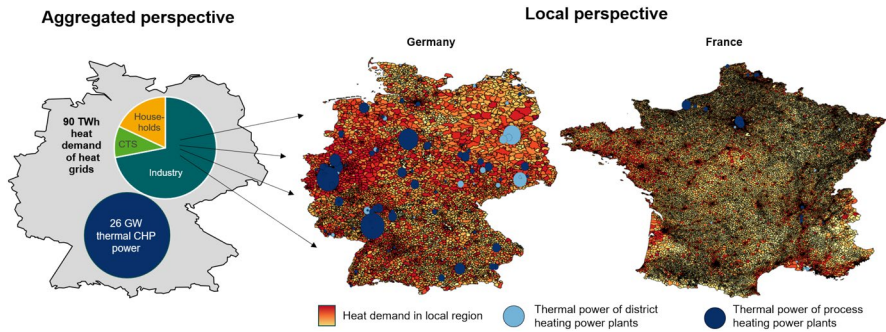 Aggregated perspective
Local perspective
Germany
France
90 TWh
heat
demand
of heat
grids
House-
holds
CTS
Industry
26 GW
thermal CHP
power
Heat demand in local region
Thermal power of district
heating power plants
Thermal power of process
heating power plants